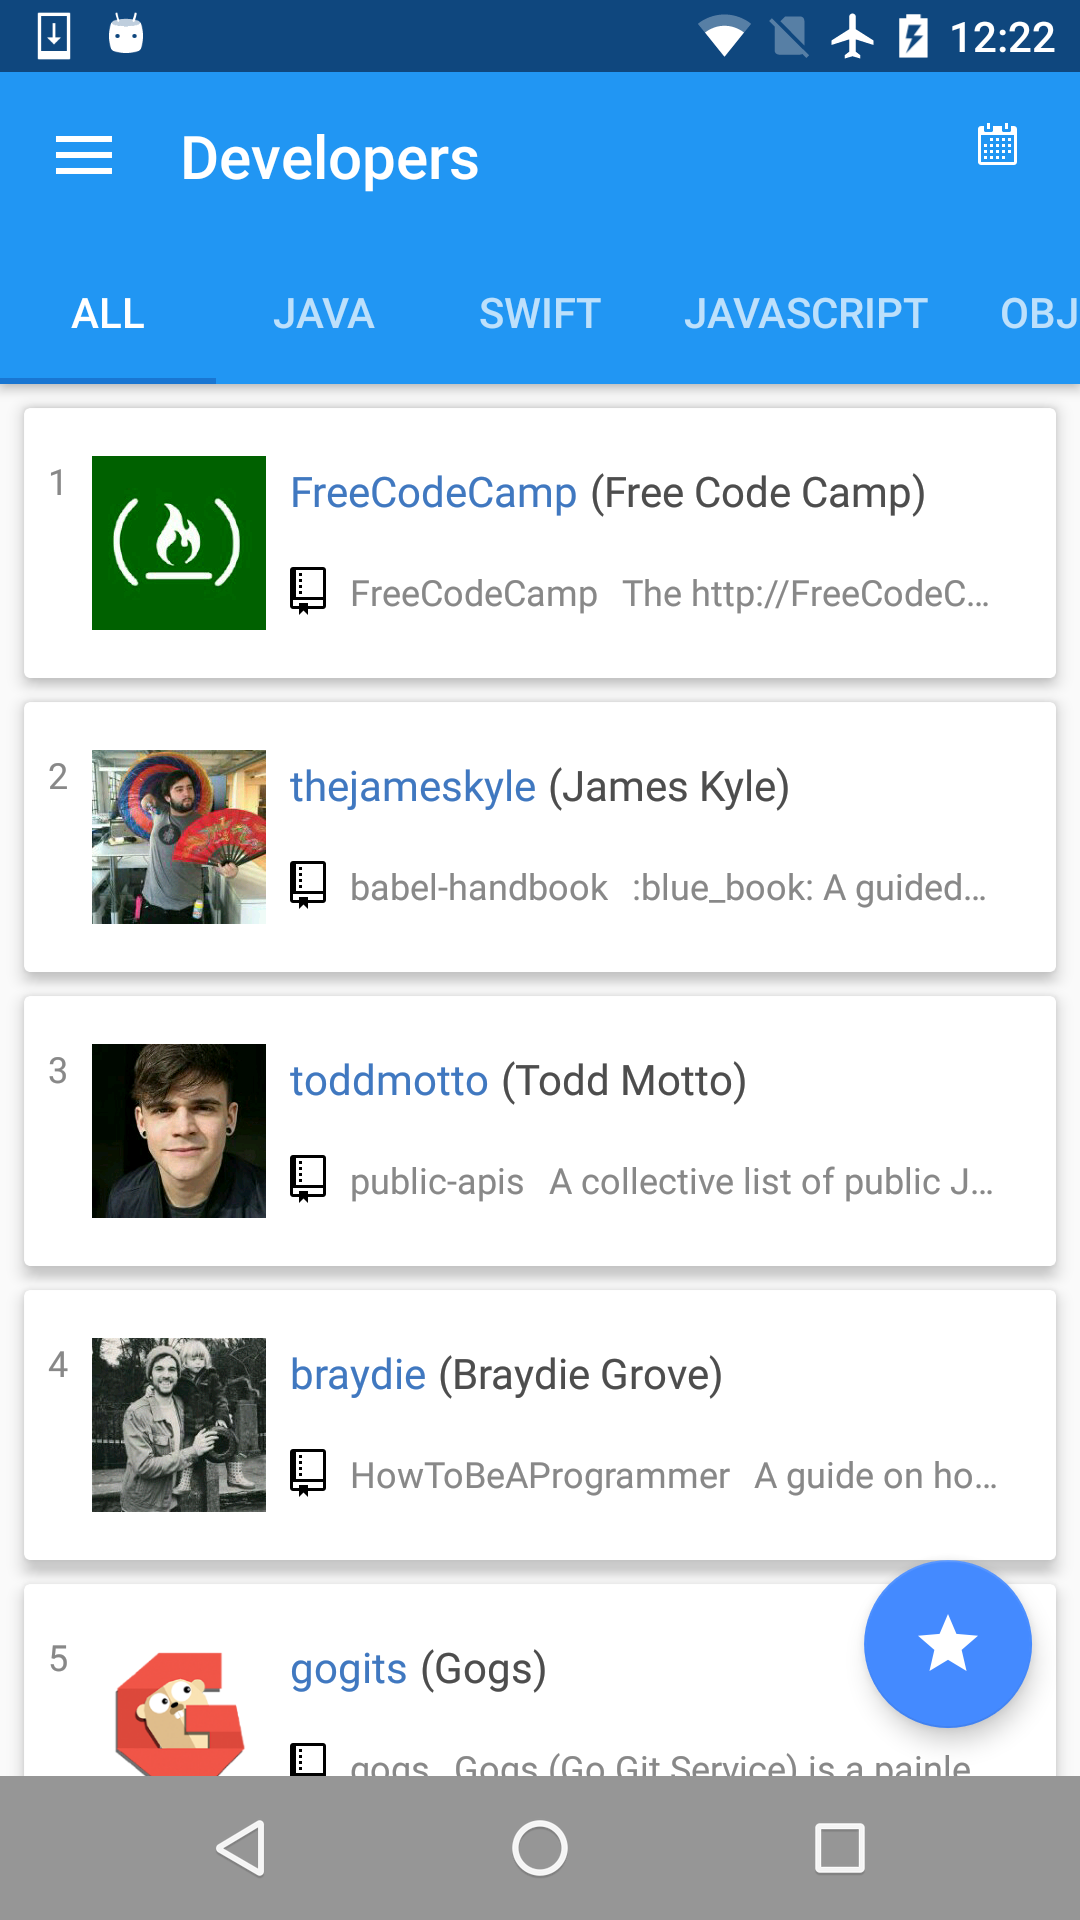 12:22
Developers
ALL JAVA SWIFT JAVASCRIPT OBJ
1
FreeCodeCamp (Free Code Camp)
FreeCodeCamp The http://FreeCodeC...
2
thejameskyle (James Kyle)
babel-handbook :blue_book: A guided...
3
toddmotto (Todd Motto)
public-apis A collective list of public J...
4
braydie (Braydie Grove)
HowToBeAProgrammer A guide on ho...
5
gogits (Gogs)
gogs Gogs (Go Git Service) is a painle